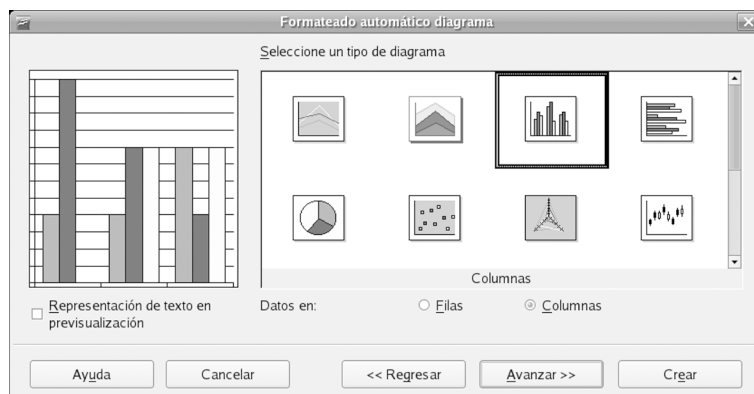 Formateado automático diagrama
Seleccione un tipo de diagrama
Columnas
Representación de texto en
previsualización
Datos en:
Filas
Columnas
Ayuda
Cancelar
<< Regresar
Avanzar >>
Crear